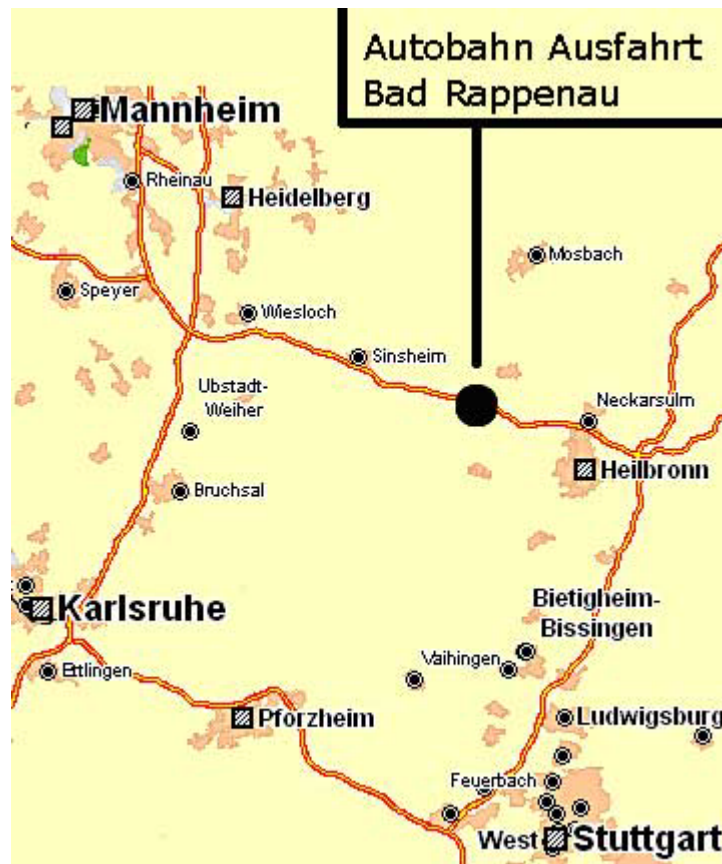 Autobahn Ausfahrt
Bad Rappenau
Mannheim
Rheinau
Heidelberg
Mosbach
Speyer
Wiesloch
Sinsheim
Ubstadt-
Weiher
Neckarsulm
Heilbronn
Bruchsal
Karlsruhe
Bietigheim-
Bissingen
Vaihingen
Ettlingen
Pforzheim
Ludwigsburg
Feuerbach
West
Stuttgart